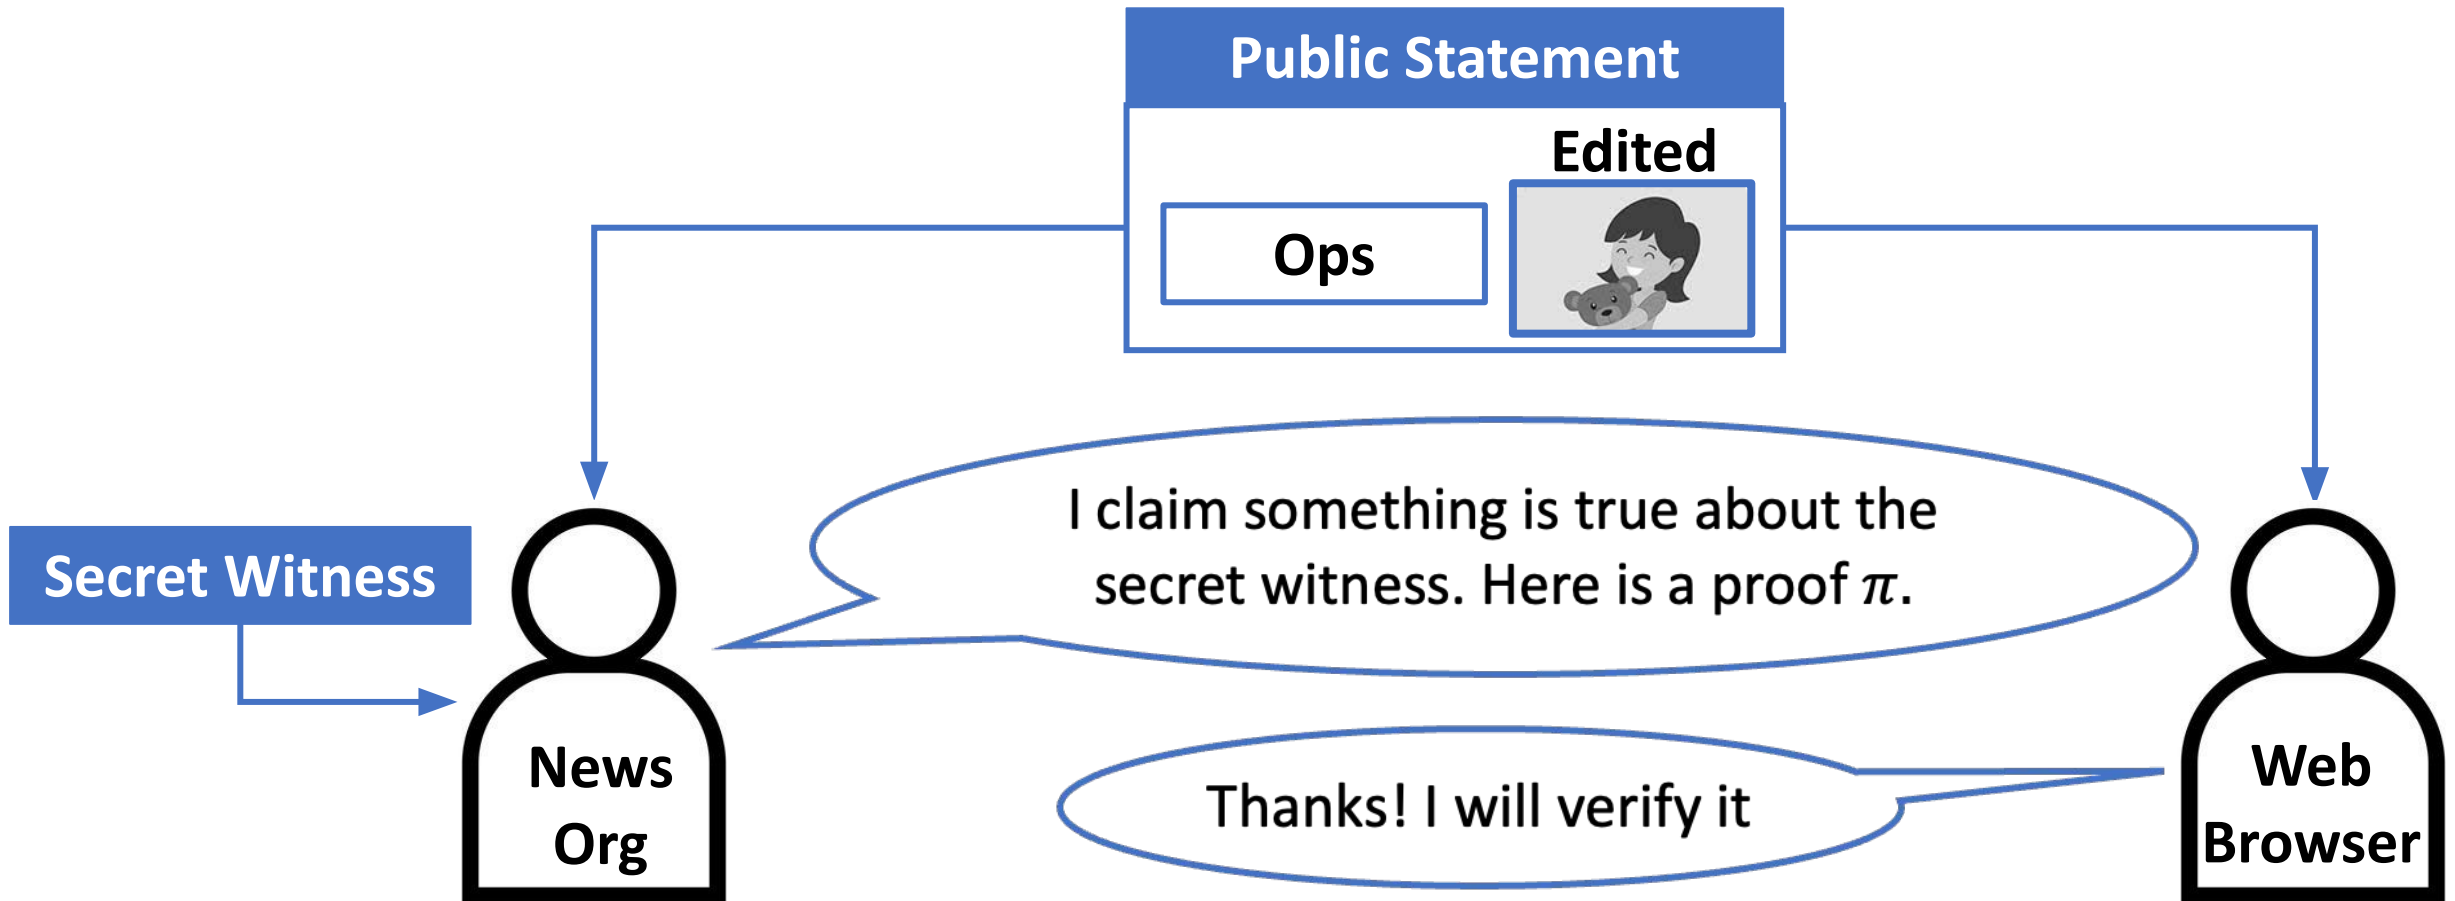 Public Statement
Edited
Ops
I claim something is true about the
secret witness. Here is a proof π.
Secret Witness
News
Org
Thanks! I will verify it
Web
Browser